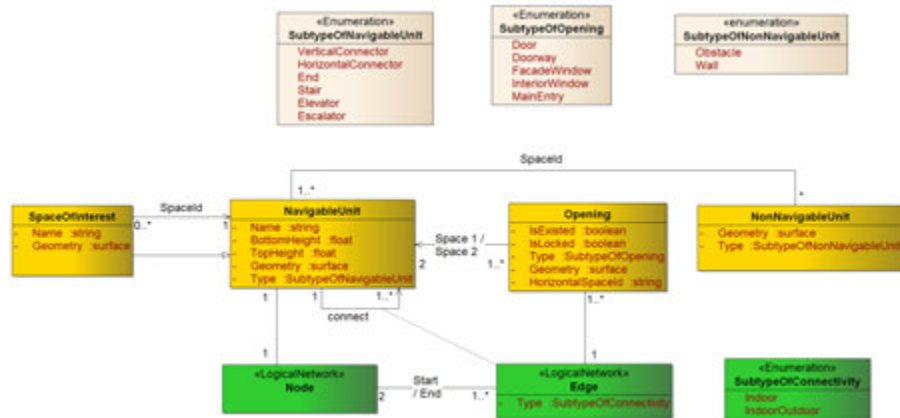 «Enumeration»
SubtypeOfNavigableUnit
VerticalConnector
HorizontalConnector
End
Stair
Elevator
Escalator
«Enumeration»
SubtypeOfOpening
Door
Doorway
FacadeWindow
InteriorWindow
MainEntry
«enumeration»
SubtypeOfNonNavigableUnit
Obstacle
Wall
SpaceId
1..*
*
SpaceOfInterest
- Name :string
- Geometry :surface
SpaceId
0..*
1
NavigableUnit
- Name :string
- BottomHeight :float
- TopHeight :float
- Geometry :surface
- Type :SubtypeOfNavigableUnit
Space 1 /
Space 2
2
1..*
Opening
- IsExisted :boolean
- IsLocked :boolean
- Type :SubtypeOfOpening
- Geometry :surface
- HorizontalSpaceId :string
NonNavigableUnit
- Geometry :surface
- Type :SubtypeOfNonNavigableUnit
1
1
1..*
connect
1..*
1
1
«LogicalNetwork»
Node
Start
/ End
2
1..*
«LogicalNetwork»
Edge
- Type :SubtypeOfConnectivity
«Enumeration»
SubtypeOfConnectivity
Indoor
IndoorOutdoor